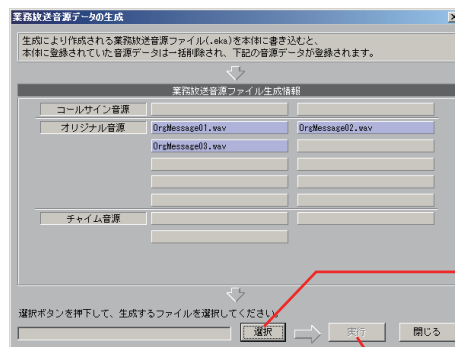 業務放送音源データの生成
生成により作成される業務放送音源ファイル(.eka)を本体に書き込むと、
本体に登録されていた音源データは一括削除され、下記の音源データが登録されます。
業務放送音源ファイル生成情報
コールサイン音源
オリジナル音源 OrgMessage01.wav OrgMessage02.wav
OrgMessage03.wav
チャイム音源
選択ボタンを押下して、生成するファイルを選択してください。
選択 実行 閉じる